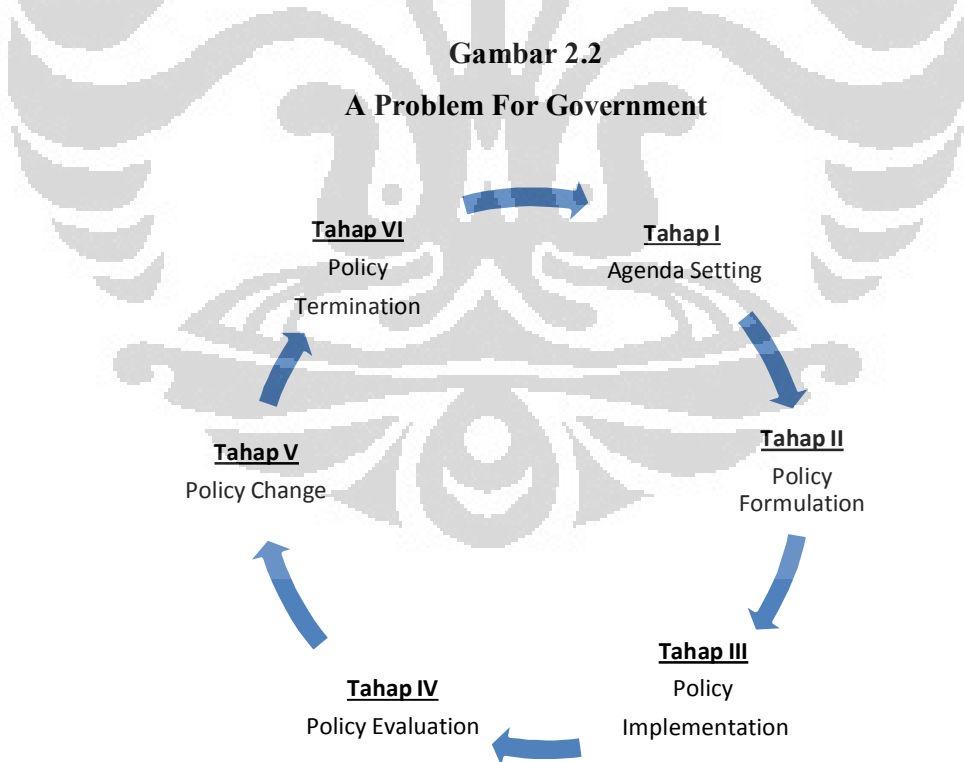 Gambar 2.2
A Problem For Government
Tahap I
Agenda Setting
Tahap II
Policy
Formulation
Tahap III
Policy
Implementation
Tahap IV
Policy Evaluation
Tahap V
Policy Change
Tahap VI
Policy
Termination